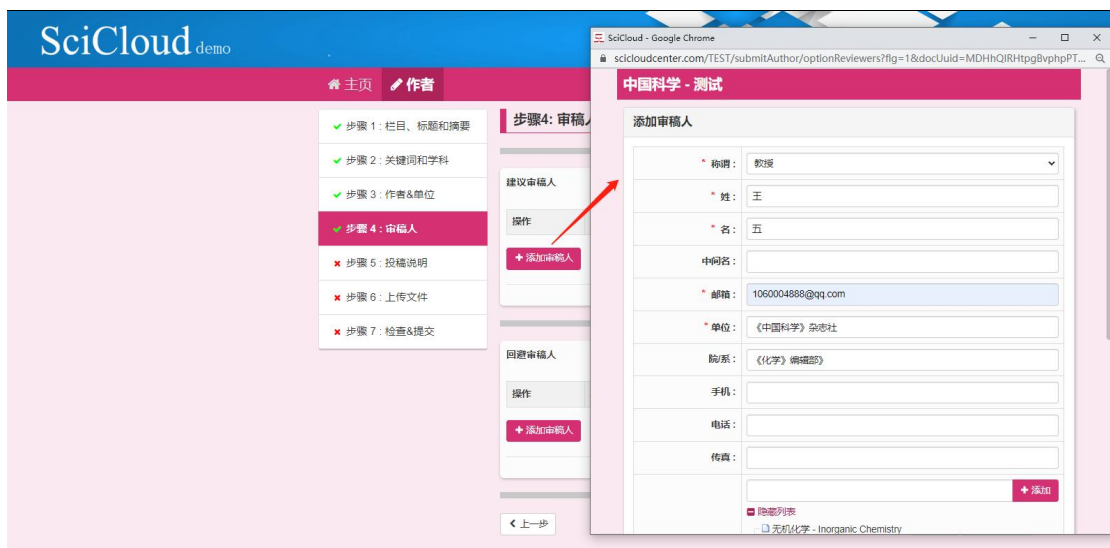 SciCloud demo
主页 作者
步骤 1 : 栏目、标题和摘要
步骤 2 : 关键词和学科
步骤 3 : 作者&单位
步骤 4 : 审稿人
步骤 5 : 投稿说明
步骤 6 : 上传文件
步骤 7 : 检查&提交
步骤4: 审稿
建议审稿人
操作
+ 添加审稿人
回避审稿人
操作
+ 添加审稿人
上一步
SciCloud - Google Chrome
scicloudcenter.com/TEST/submitAuthor/optionReviewers?flg=1&docUuid=MDHhQlRHtpgBvphpPT...
中国科学 - 测试
添加审稿人
* 称谓 : 教授
* 姓 : 王
* 名 : 五
中间名 :
* 邮箱 : 1060004888@qq.com
* 单位 : 《中国科学》杂志社
院/系 : 《化学》编辑部》
手机 :
电话 :
传真 :
+ 添加
隐藏列表
无机化学 - Inorganic Chemistry